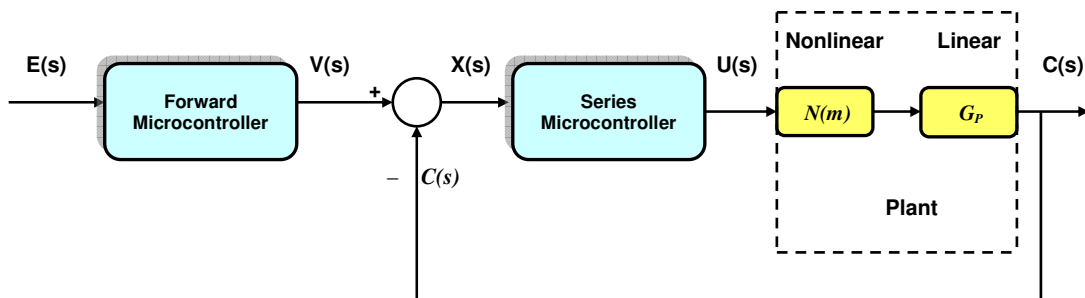 Nonlinear Linear
E(s) V(s) X(s) U(s) C(s)
Forward
Microcontroller
+
Series
Microcontroller
N(m)
G_P
– C(s)
Plant